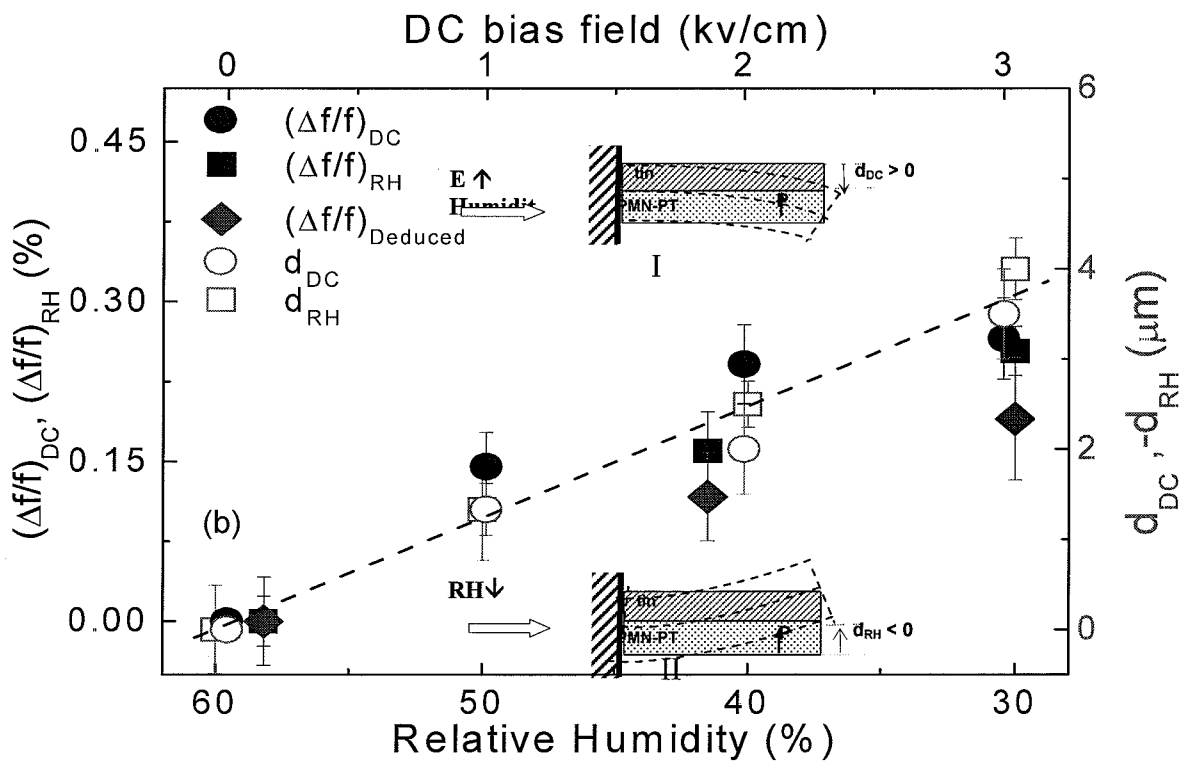 DC bias field (kv/cm)
0 1 2 3
6
0.45
(Δf/f)DC
(Δf/f)RH
(Δf/f)Deduced
dDC
dRH
E ↑
tin
PMN-PT
P
dDC > 0
I
4
0.30
(Δf/f)DC, (Δf/f)RH (%)
dDC, -dRH (μm)
0.15
2
(b)
RH↓
PMN-PT
P
dRH < 0
II
0.00
0
60 50 40 30
Relative Humidity (%)